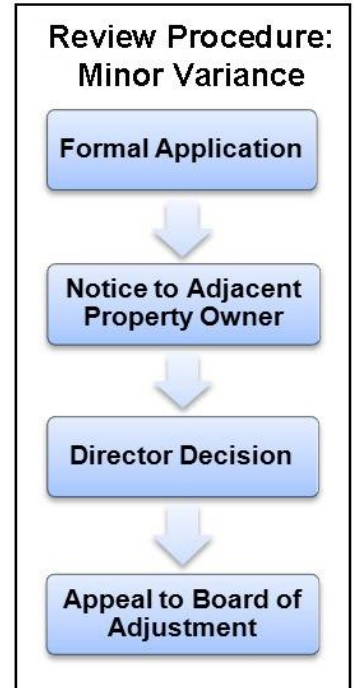 Review Procedure:
Minor Variance
Formal Application
Notice to Adjacent
Property Owner
Director Decision
Appeal to Board of
Adjustment